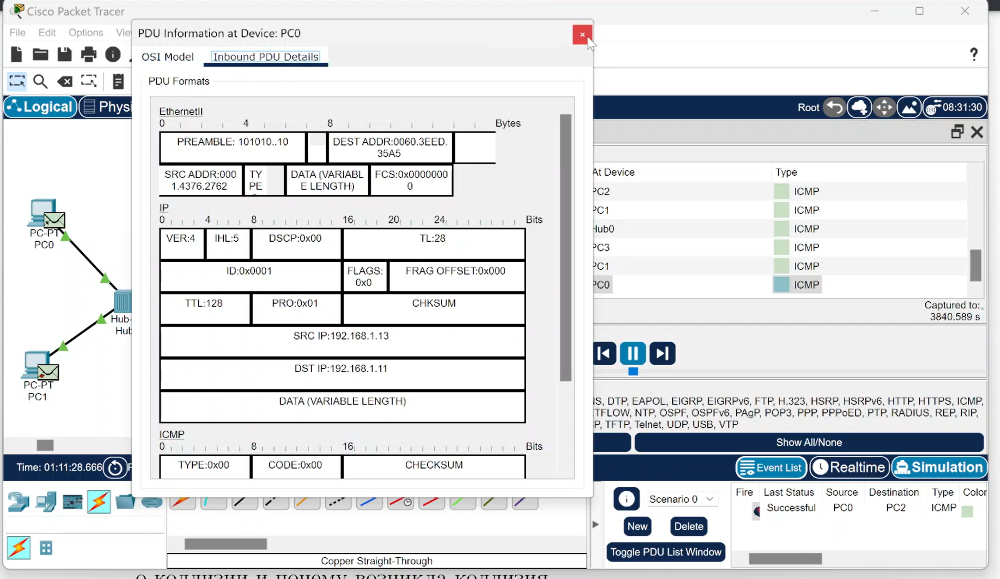 Cisco Packet Tracer
File Edit Options
PDU Information at Device: PC0
OSI Model Inbound PDU Details
PDU Formats
Logical
Root 08:31:30
EthernetII
0 4 8 Bytes
PREAMBLE: 101010..10
DEST ADDR:0060.3EED.
35A5
SRC ADDR:000
1.4376.2762
TY
PE
DATA (VARIABL
E LENGTH)
FCS:0x0000000
0
IP
0 4 8 16 20 24 Bits
VER:4 IHL:5 DSCP:0x00 TL:28
ID:0x0001
FLAGS:
0x0
FRAG OFFSET:0x000
TTL:128 PRO:0x01 CHKSUM
SRC IP:192.168.1.13
DST IP:192.168.1.11
DATA (VARIABLE LENGTH)
ICMP
0 8 16 Bits
TYPE:0x00 CODE:0x00 CHECKSUM
PC-PT
PC0
Hub-
PC-PT
PC1
At Device Type
PC2 ICMP
PC1 ICMP
Hub0 ICMP
PC3 ICMP
PC1 ICMP
PC0 ICMP
Captured to:
3840.589 s
DTP, EAPOL, EIGRP, EIGRPv6, FTP, H.323, HSRP, HSRPv6, HTTP, HTTPS, ICMP,
NTP, OSPF, OSPFv6, PAgP, POP3, PPP, PPPoED, PTP, RADIUS, REP, RIP,
TFTP, Telnet, UDP, USB, VTP
Show All/None
Time: 01:11:28.666
Event List Realtime Simulation
Scenario 0
New Delete
Toggle PDU List Window
Fire Last Status Source Destination Type Color
Successful PC0 PC2 ICMP
Copper Straight-Through
о коллизии и почему возникла коллизия